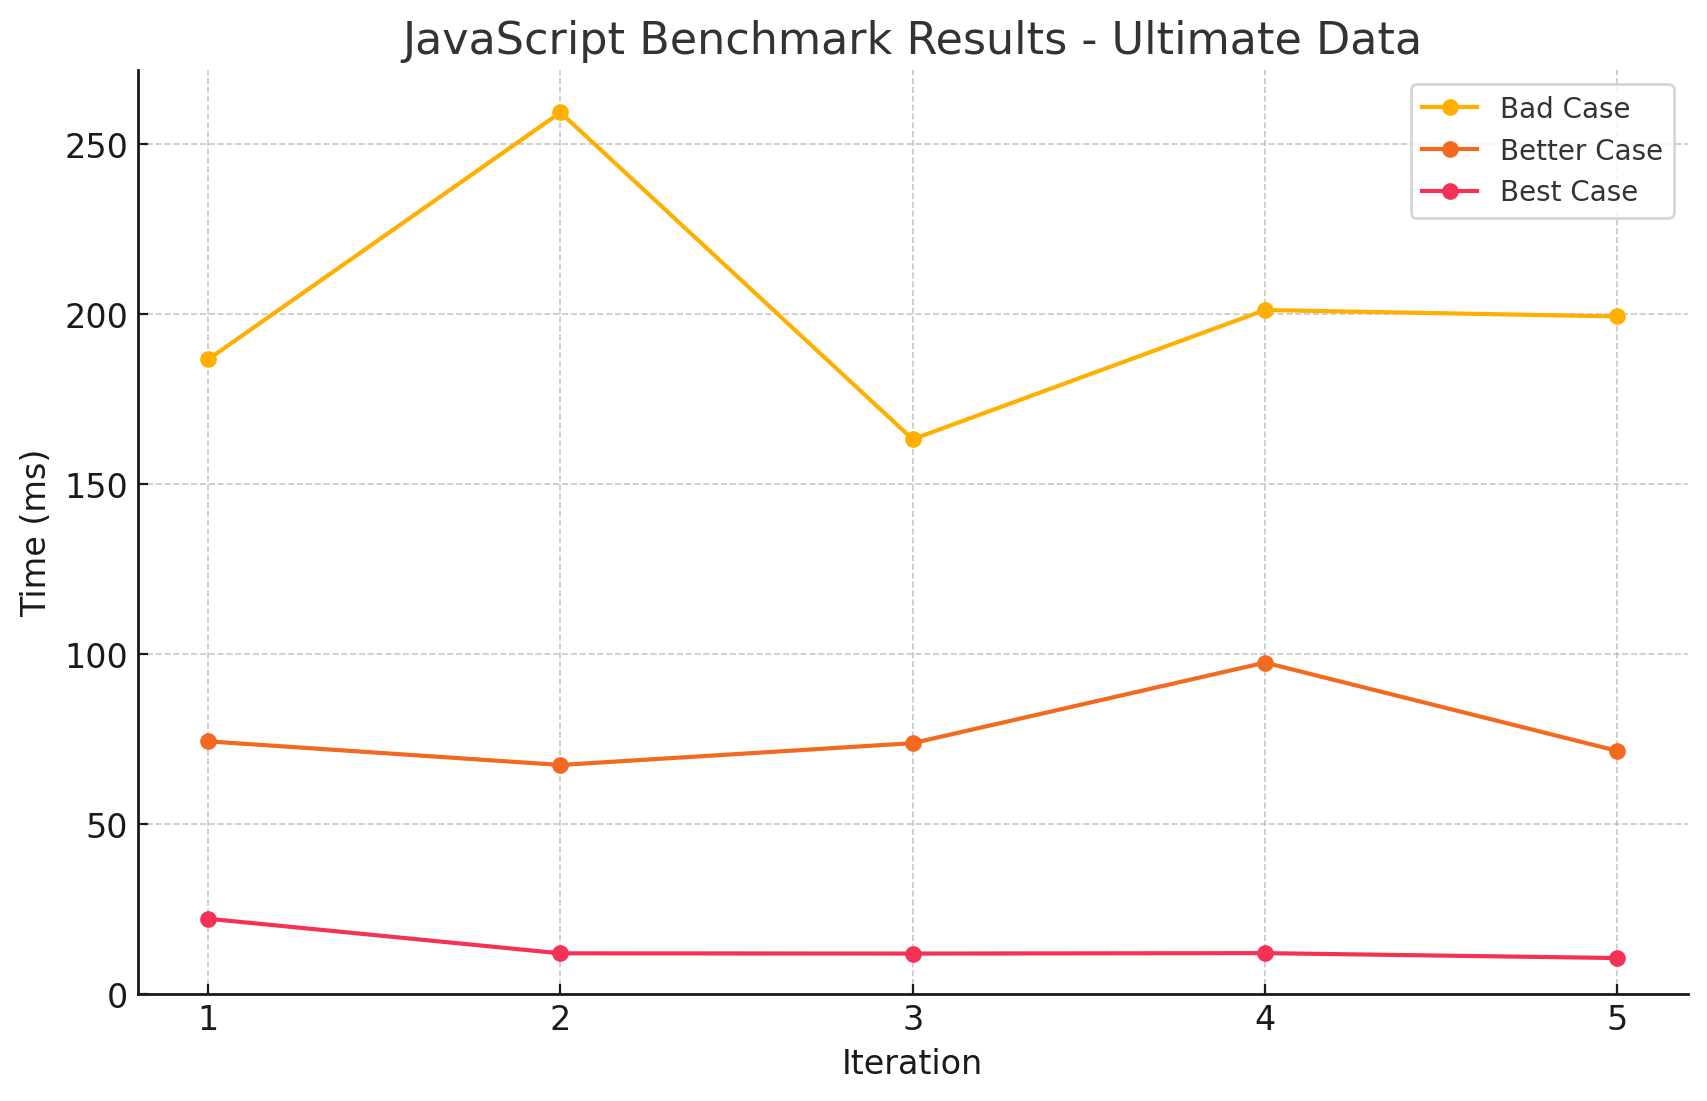 JavaScript Benchmark Results - Ultimate Data
Bad Case
Better Case
Best Case
Time (ms)
250
200
150
100
50
0
1 2 3 4 5
Iteration